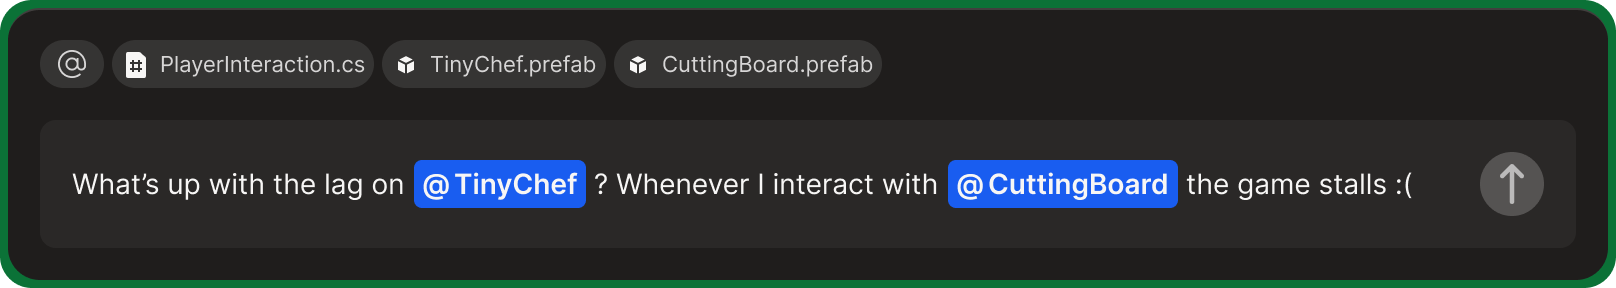 @ PlayerInteraction.cs TinyChef.prefab CuttingBoard.prefab
What’s up with the lag on @TinyChef ? Whenever I interact with @CuttingBoard the game stalls :(